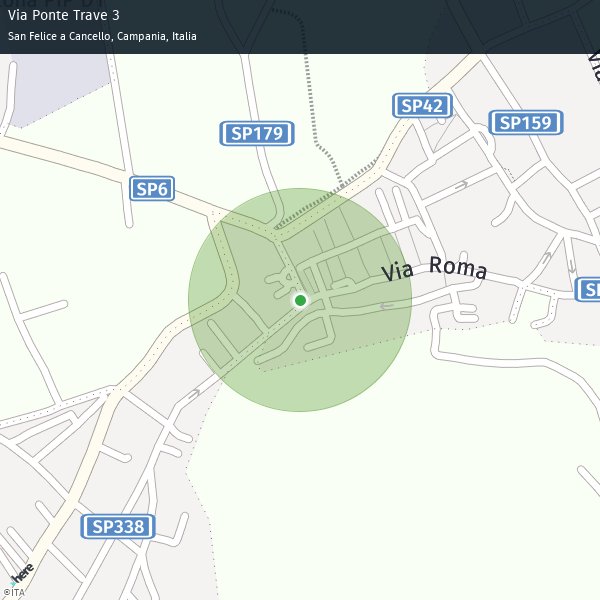 Via Ponte Trave 3
San Felice a Cancello, Campania, Italia
SP42
SP179
SP159
SP6
Via Roma
SP338
here
©ITA